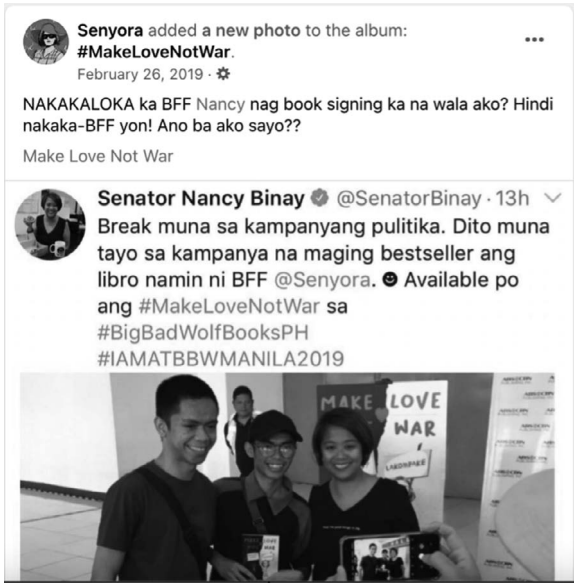 Senyora added a new photo to the album:
#MakeLoveNotWar.
February 26, 2019 ·
NAKAKALOKA ka BFF Nancy nag book signing ka na wala ako? Hindi
nakaka-BFF yon! Ano ba ako sayo??
Make Love Not War
Senator Nancy Binay @SenatorBinay · 13h
Break muna sa kampanyang pulitika. Dito muna
tayo sa kampanya na maging bestseller ang
libro namin ni BFF @Senyora. ☻ Available po
ang #MakeLoveNotWar sa
#BigBadWolfBooksPH
#IAMATBBWMANILA2019
MAKE LOVE
WAR